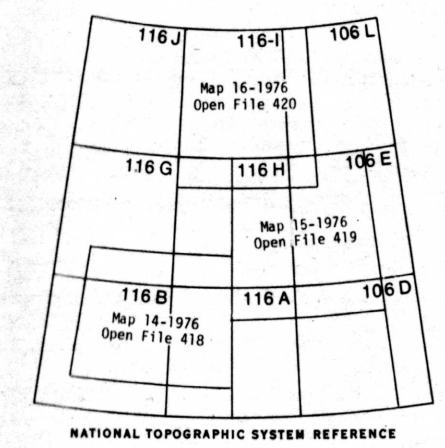 116 J 116-I 106 L
Map 16-1976
Open File 420
116 G 116 H 106 E
Map 15-1976
Open File 419
116 B 116 A 106 D
Map 14-1976
Open File 418
NATIONAL TOPOGRAPHIC SYSTEM REFERENCE